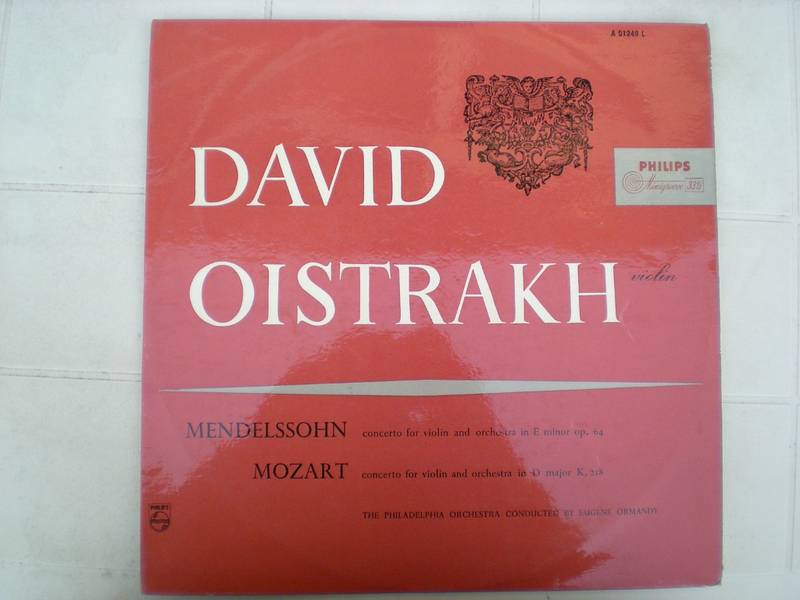 A 01249 L
PHILIPS
Minigroove 33⅓
DAVID
OISTRAKH violin
MENDELSSOHN concerto for violin and orchestra in E minor op. 64
MOZART concerto for violin and orchestra in D major K. 218
THE PHILADELPHIA ORCHESTRA CONDUCTED BY EUGENE ORMANDY
PHILIPS